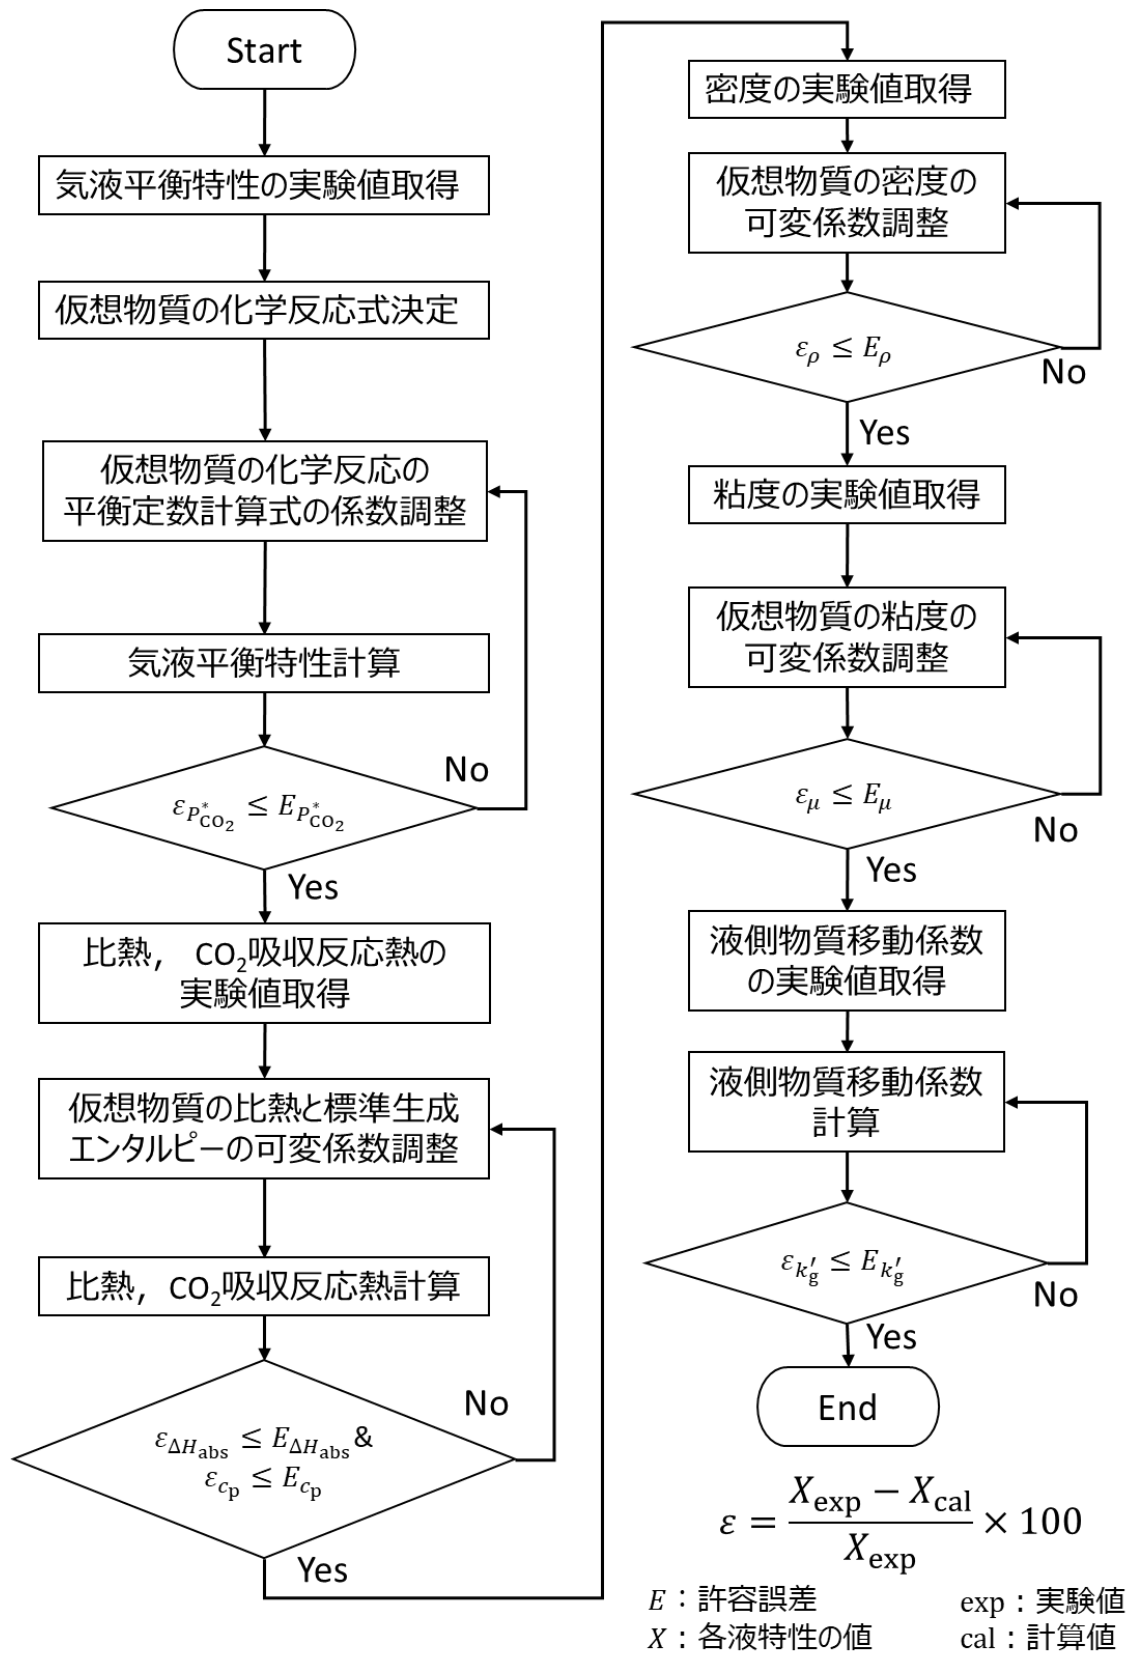 Start
気液平衡特性の実験値取得
仮想物質の化学反応式決定
仮想物質の化学反応の
平衡定数計算式の係数調整
気液平衡特性計算
No
ε_{P*_{CO₂}} ≤ E_{P*_{CO₂}}
Yes
比熱, CO₂吸収反応熱の
実験値取得
仮想物質の比熱と標準生成
エンタルピーの可変係数調整
比熱, CO₂吸収反応熱計算
No
ε_{ΔH_{abs}} ≤ E_{ΔH_{abs}}&
ε_{c_p} ≤ E_{c_p}
Yes
密度の実験値取得
仮想物質の密度の
可変係数調整
ε_ρ ≤ E_ρ
No
Yes
粘度の実験値取得
仮想物質の粘度の
可変係数調整
ε_μ ≤ E_μ
No
Yes
液側物質移動係数
の実験値取得
液側物質移動係数
計算
ε_{k'_g} ≤ E_{k'_g}
No
Yes
End
ε = (X_exp − X_cal) / X_exp × 100
E：許容誤差 exp：実験値
X：各液特性の値 cal：計算値